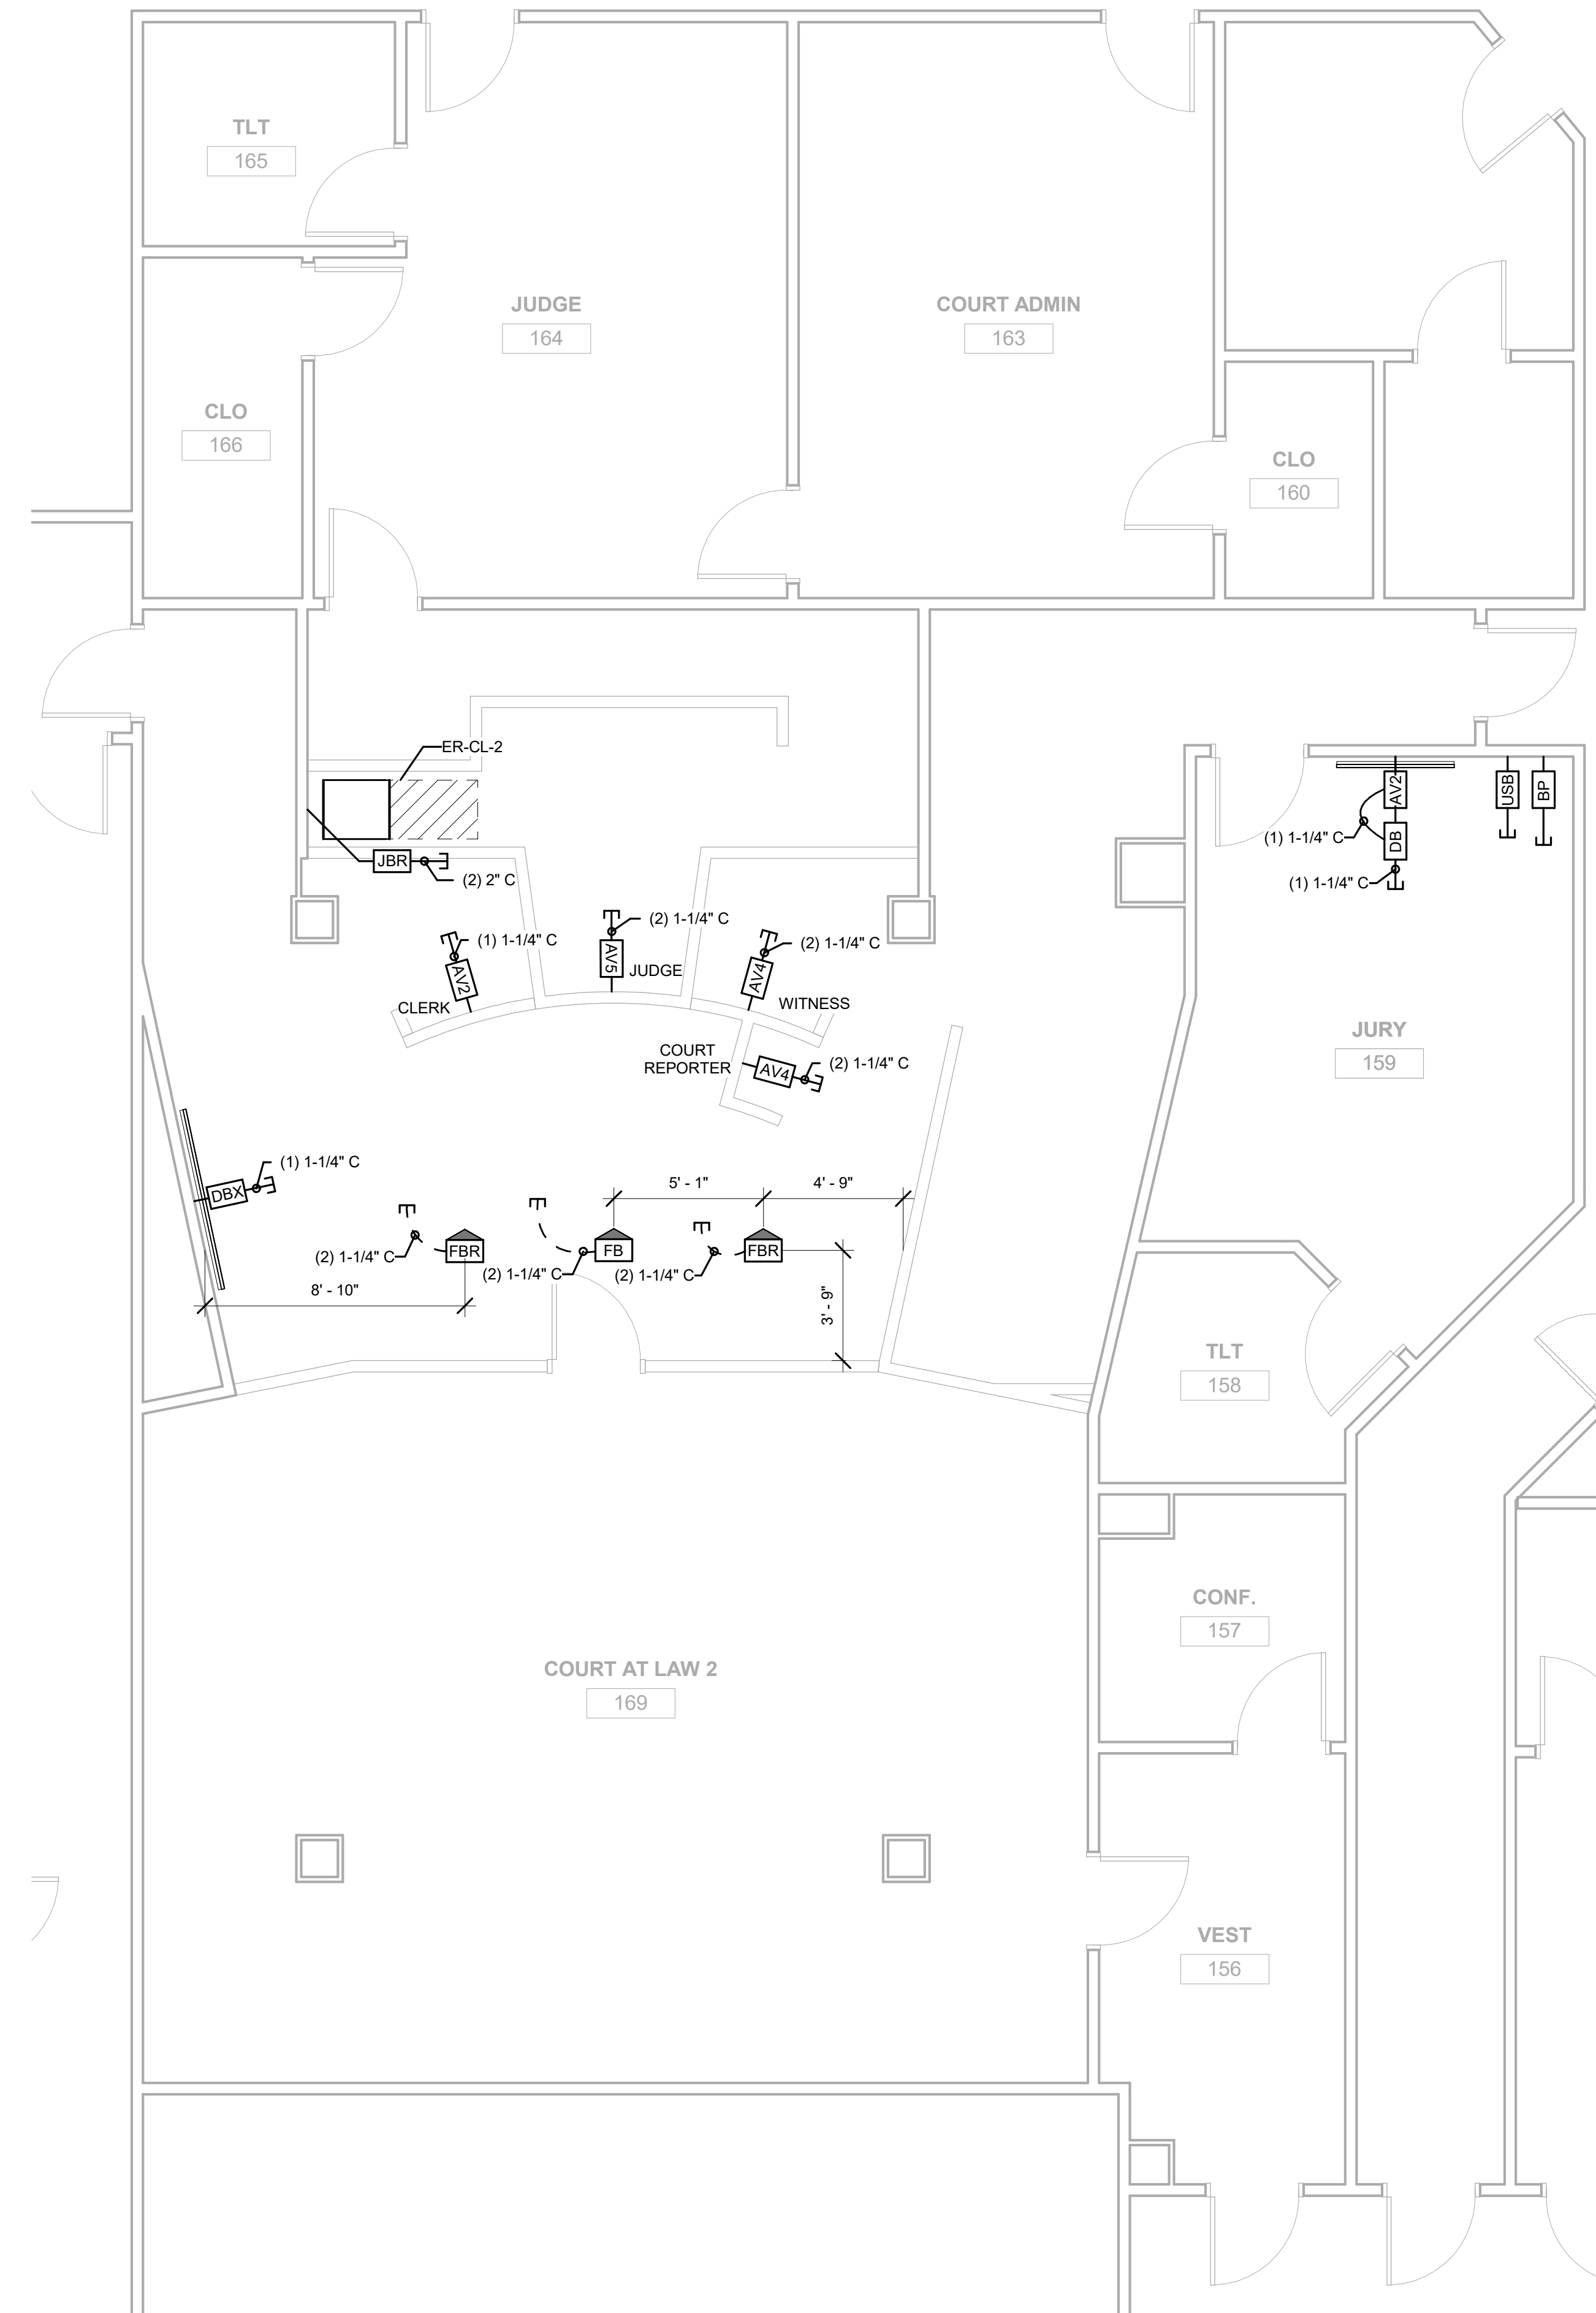 TLT
165
JUDGE
164
COURT ADMIN
163
CLO
166
CLO
160
ER-CL-2
JBR
(2) 2" C
AV2
USB
BP
(1) 1-1/4" C
DB
(1) 1-1/4" C
(1) 1-1/4" C
AV2
CLERK
(2) 1-1/4" C
AV5
JUDGE
(2) 1-1/4" C
AV4
WITNESS
COURT
REPORTER
AV4
(2) 1-1/4" C
JURY
159
(1) 1-1/4" C
DBX
5' - 1"
4' - 9"
(2) 1-1/4" C
FBR
(2) 1-1/4" C
FB
(2) 1-1/4" C
FBR
8' - 10"
3' - 9"
TLT
158
CONF.
157
COURT AT LAW 2
169
VEST
156